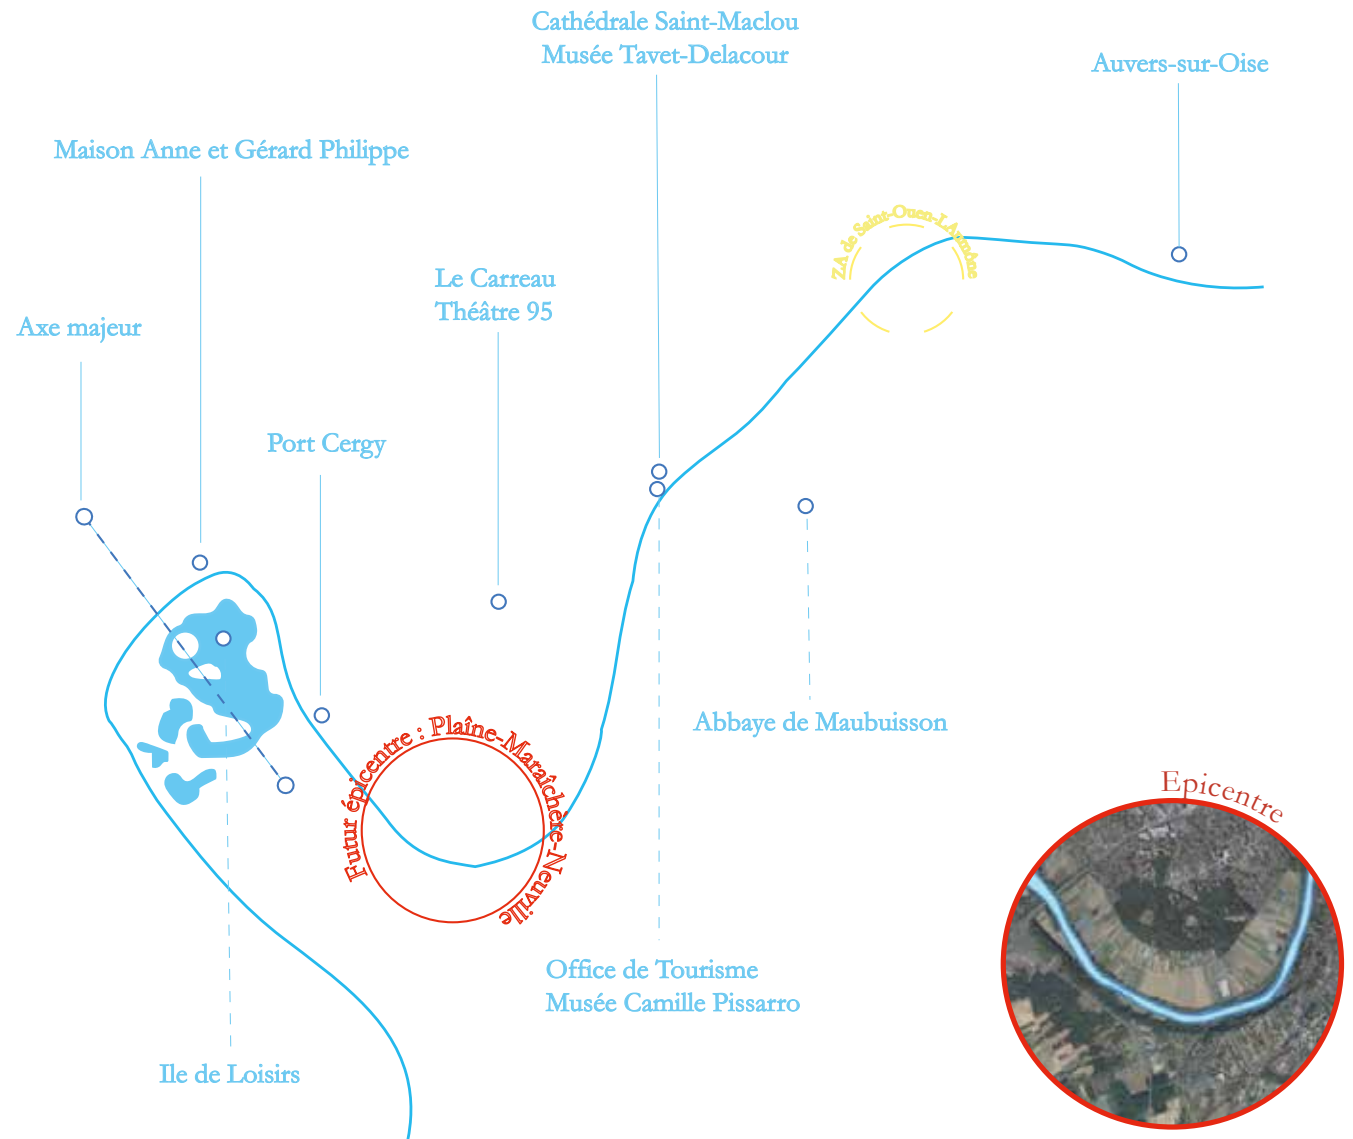 Cathédrale Saint-Maclou
Musée Tavet-Delacour
Auvers-sur-Oise
Maison Anne et Gérard Philippe
ZA de Saint-Ouen-L'Aumône
Le Carreau
Théâtre 95
Axe majeur
Port Cergy
Futur épicentre : Plaîne-Maraîchère-Neuville
Abbaye de Maubuisson
Epicentre
Office de Tourisme
Musée Camille Pissarro
Ile de Loisirs